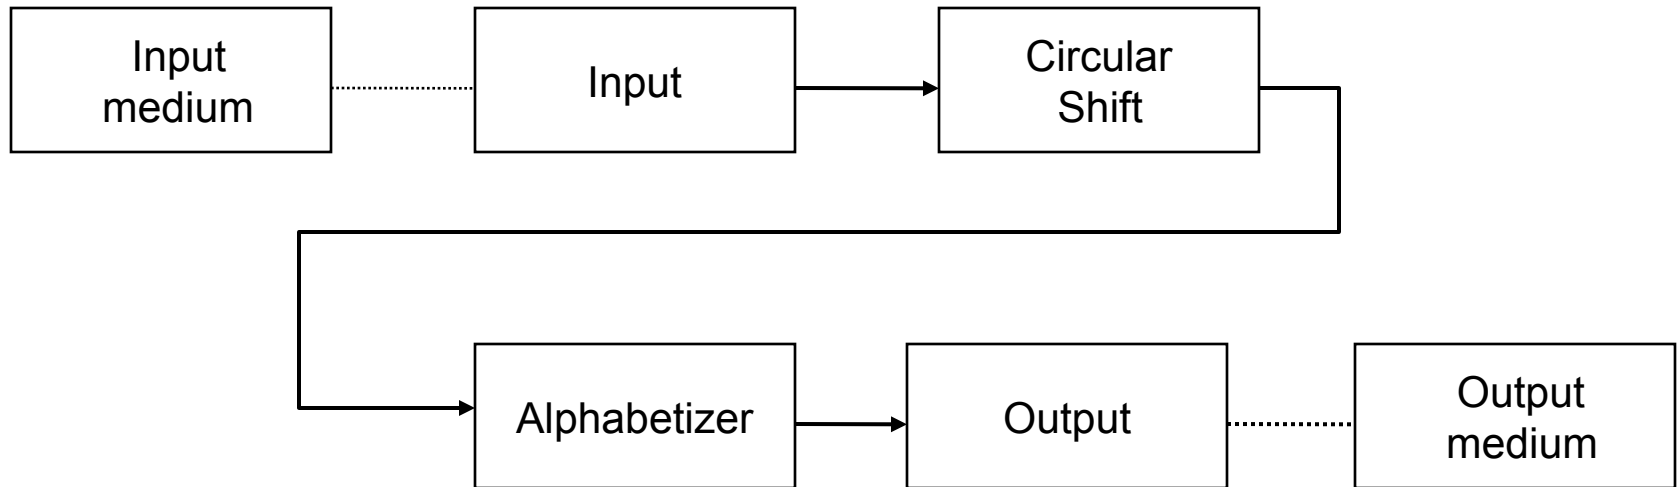 Input
medium
Input
Circular
Shift
Alphabetizer
Output
Output
medium